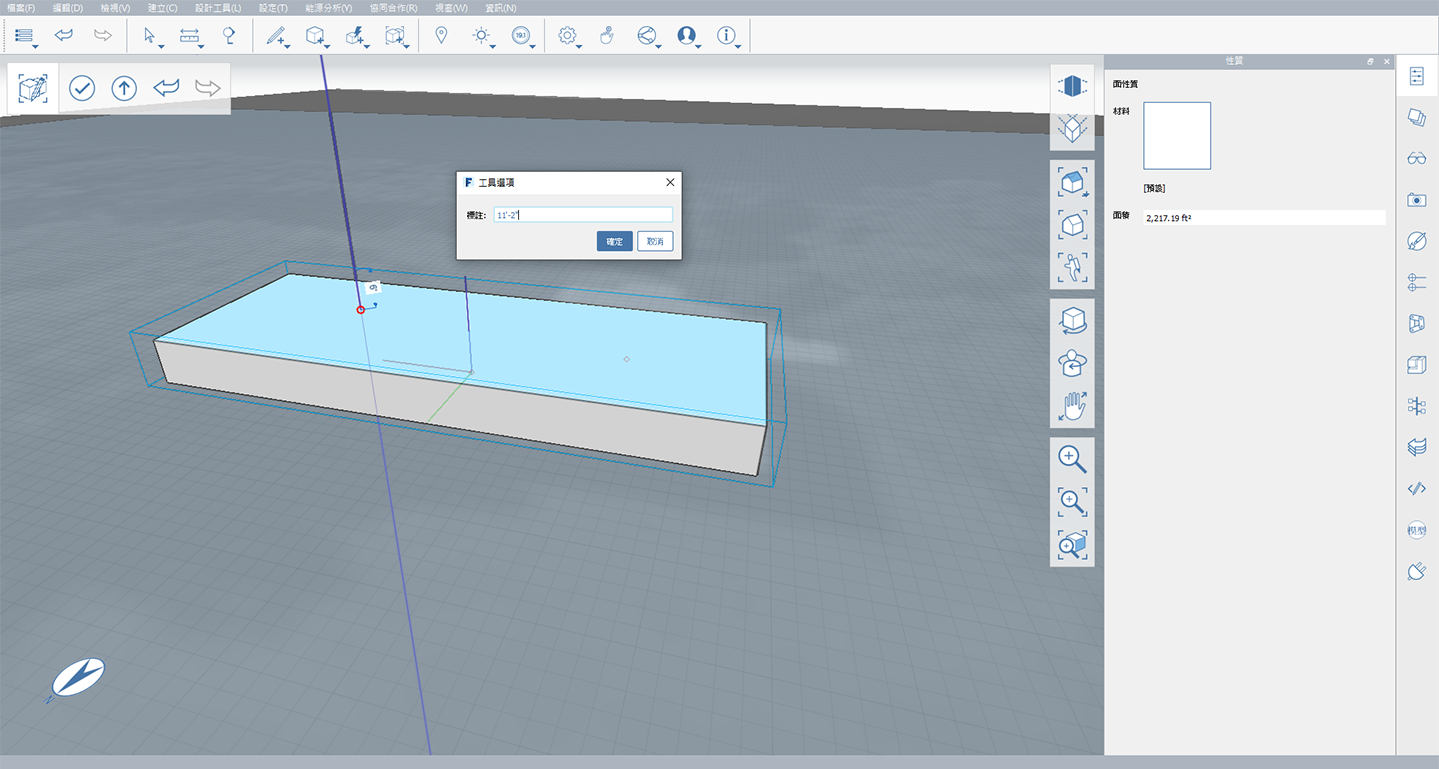 檔案(F) 編輯(D) 檢視(V) 建立(C) 設計工具(L) 設定(T) 能源分析(Y) 協同合作(R) 視窗(W) 資訊(N)
191
性質
面性質
材料
[預設]
面積 2,217.19 ft²
F 工具選項
標註: 11'-2"
確定 取消
模型
N